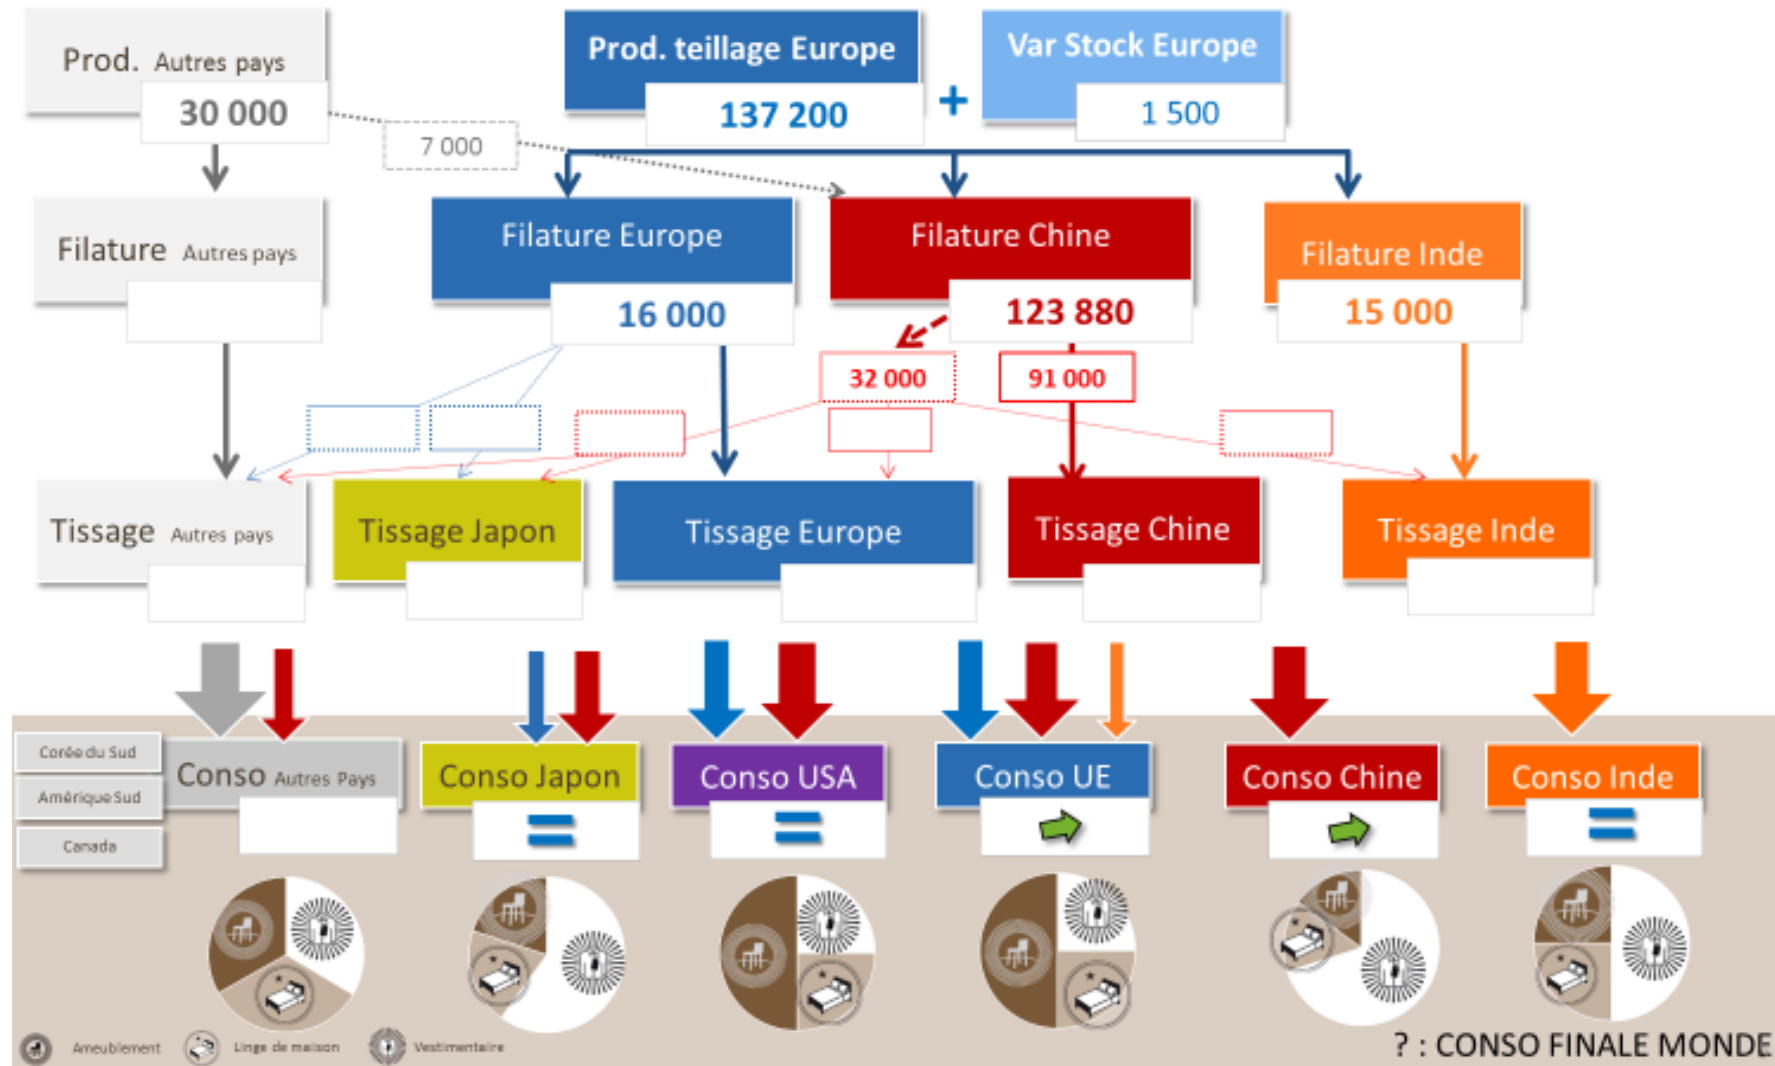 Prod. Autres pays
30 000
Prod. teillage Europe
137 200
+
Var Stock Europe
1 500
7 000
Filature Autres pays
Filature Europe
16 000
Filature Chine
123 880
Filature Inde
15 000
32 000
91 000
Tissage Autres pays
Tissage Japon
Tissage Europe
Tissage Chine
Tissage Inde
Corée du Sud
Amérique Sud
Canada
Conso Autres Pays
Conso Japon
=
Conso USA
=
Conso UE
Conso Chine
Conso Inde
=
Ameublement
Linge de maison
Vestimentaire
? : CONSO FINALE MONDE